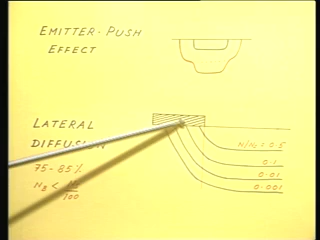 EMITTER-PUSH
EFFECT
LATERAL
DIFFUSION
75-85%
N/N₀ = 0.5
0.1
0.01
0.001